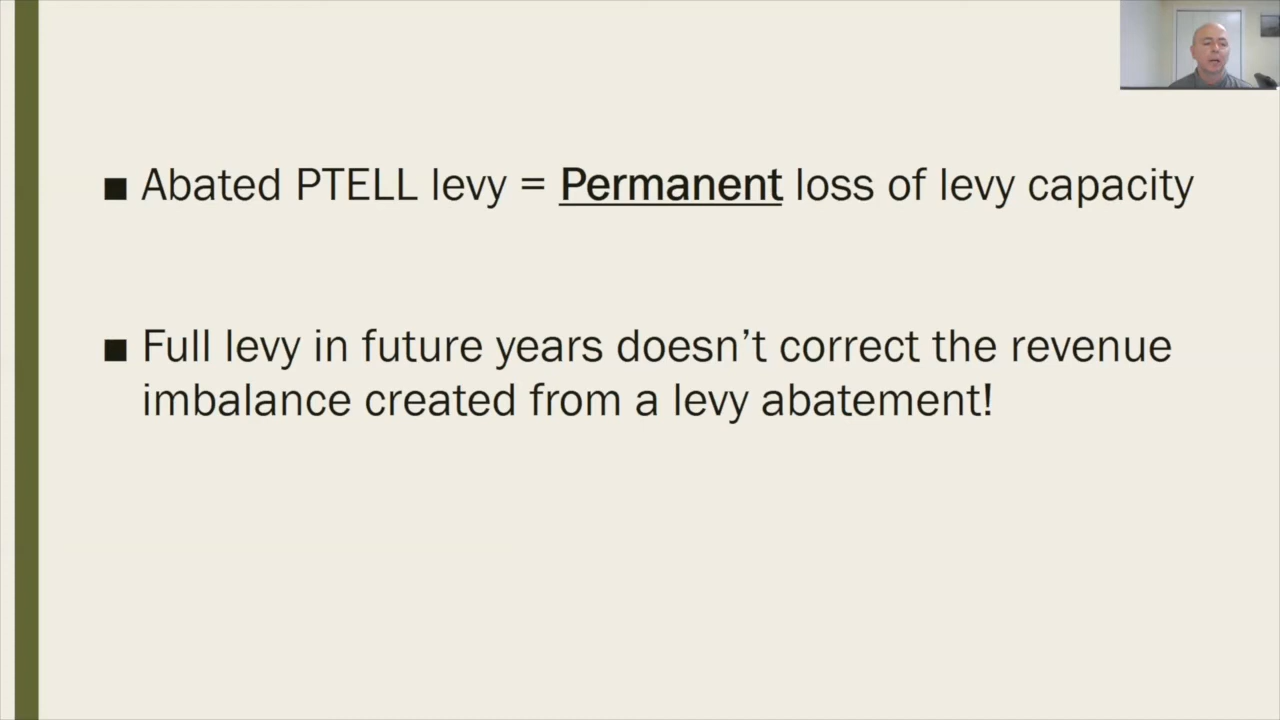 ■ Abated PTELL levy = Permanent loss of levy capacity
■ Full levy in future years doesn’t correct the revenue
imbalance created from a levy abatement!